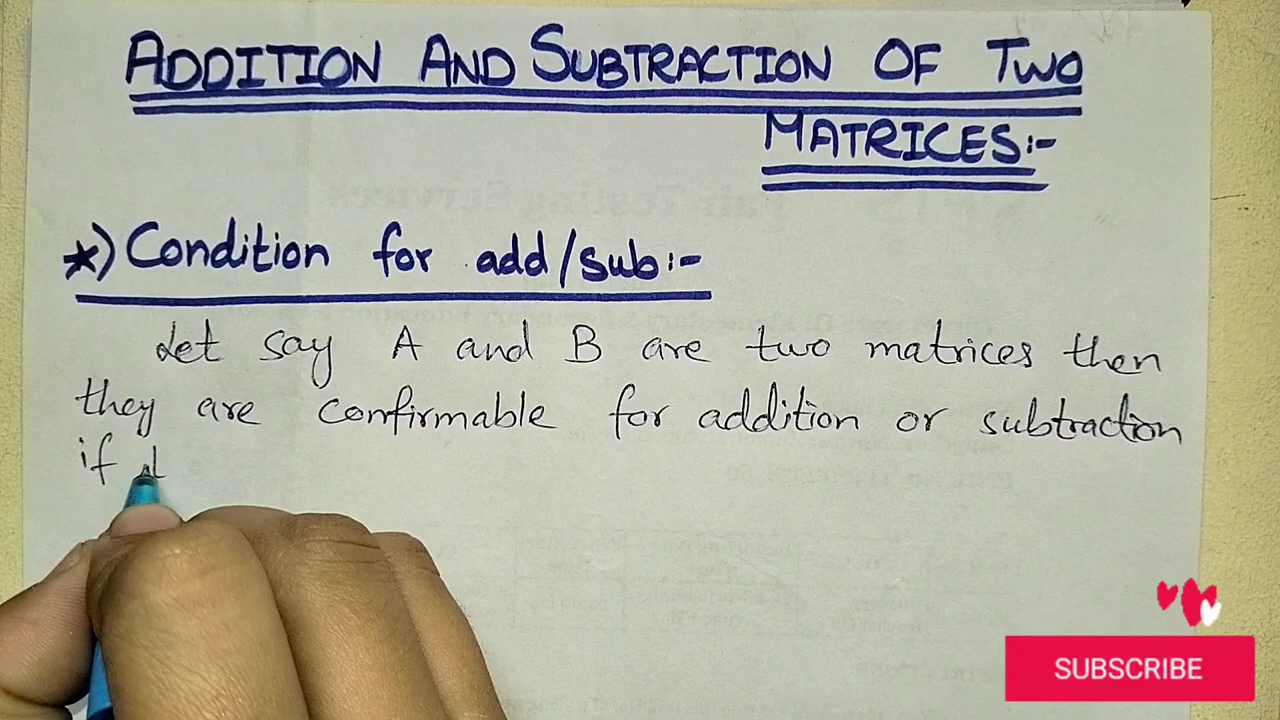 ADDITION AND SUBTRACTION OF TWO
MATRICES:-
*) Condition for add/sub:-
Let say A and B are two matrices then
they are confirmable for addition or subtraction
if
SUBSCRIBE